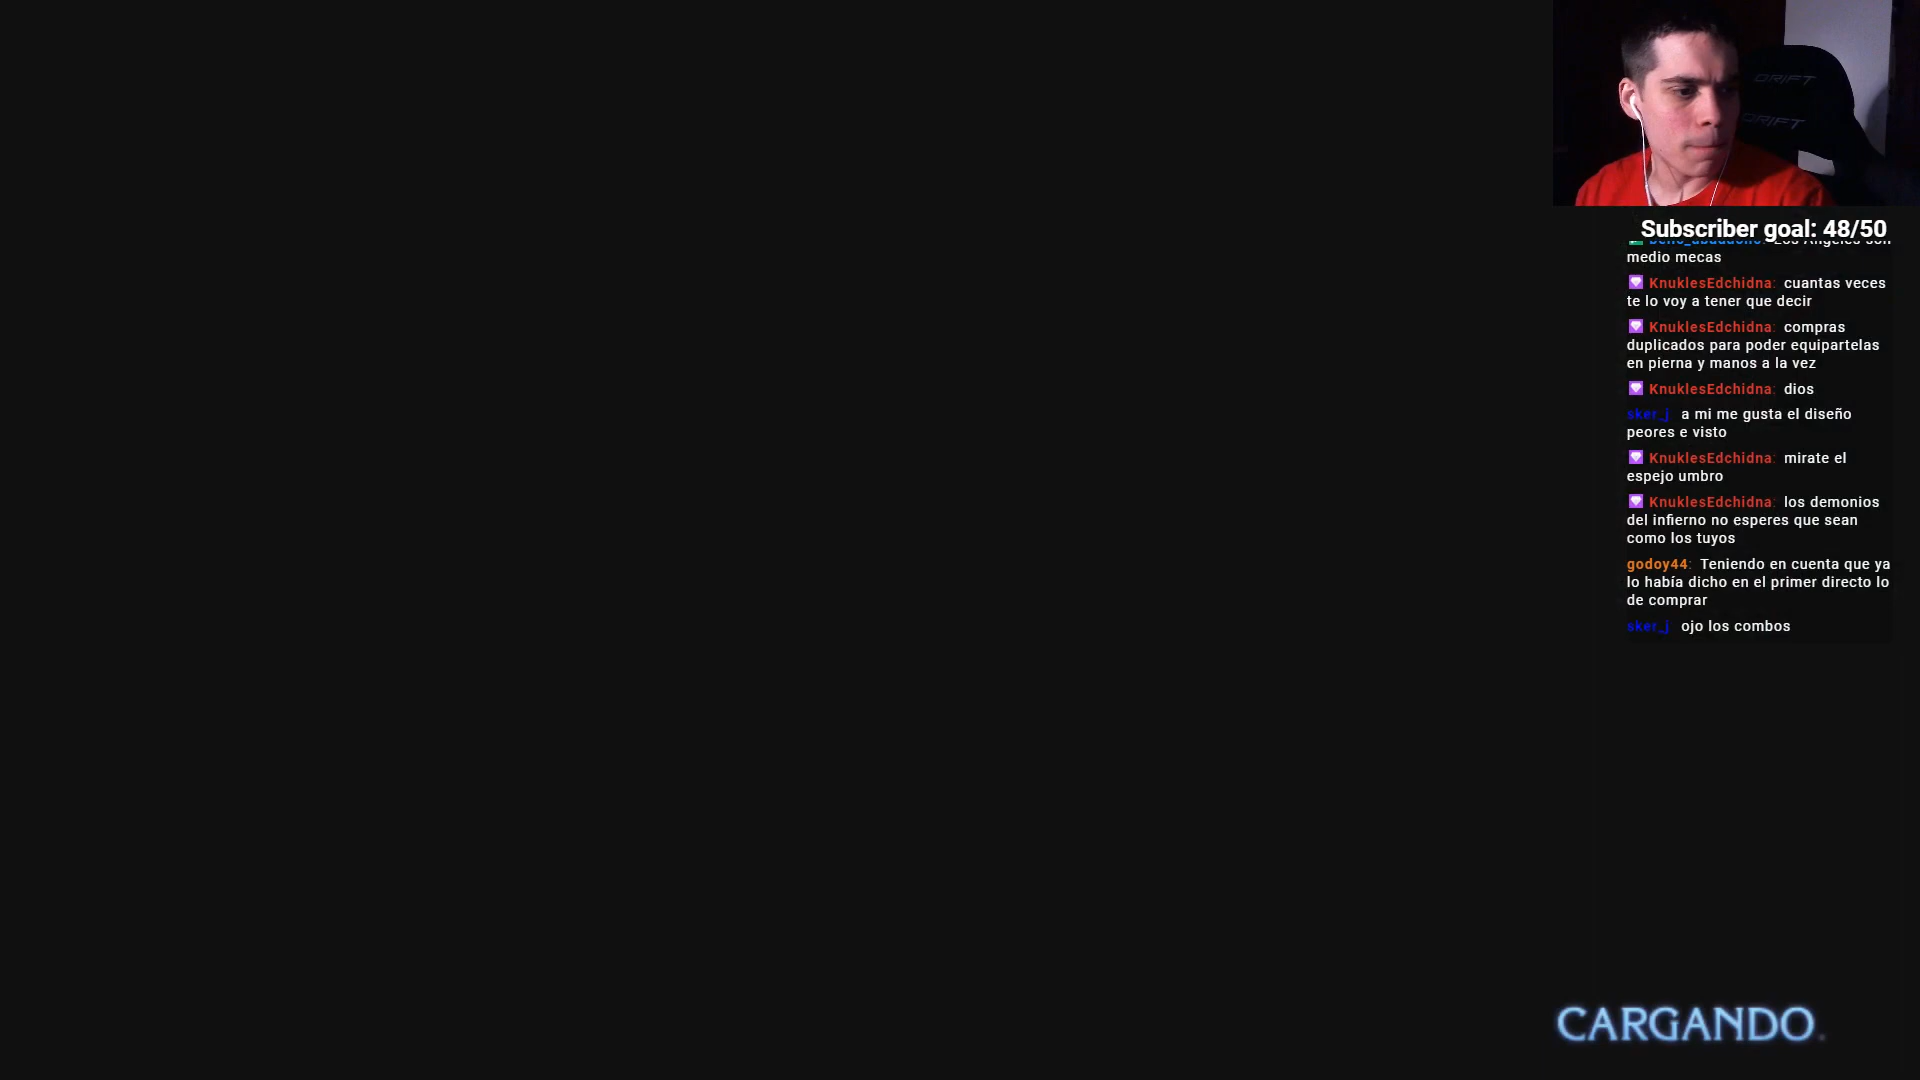 DRIFT
DRIFT
Subscriber goal: 48/50
medio mecas
KnuklesEdchidna: cuantas veces
te lo voy a tener que decir
KnuklesEdchidna: compras
duplicados para poder equipartelas
en pierna y manos a la vez
KnuklesEdchidna: dios
sker_j a mi me gusta el diseño
peores e visto
KnuklesEdchidna: mirate el
espejo umbro
KnuklesEdchidna: los demonios
del infierno no esperes que sean
como los tuyos
godoy44: Teniendo en cuenta que ya
lo había dicho en el primer directo lo
de comprar
sker_j ojo los combos
CARGANDO.